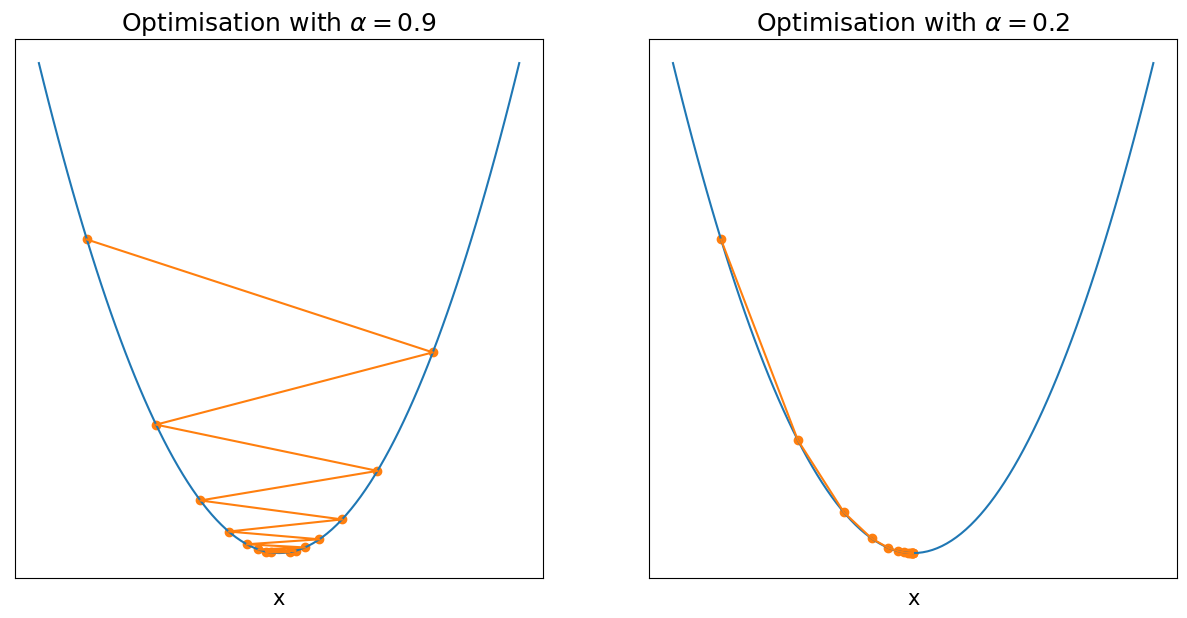 Optimisation with α = 0.9
Optimisation with α = 0.2
x
x